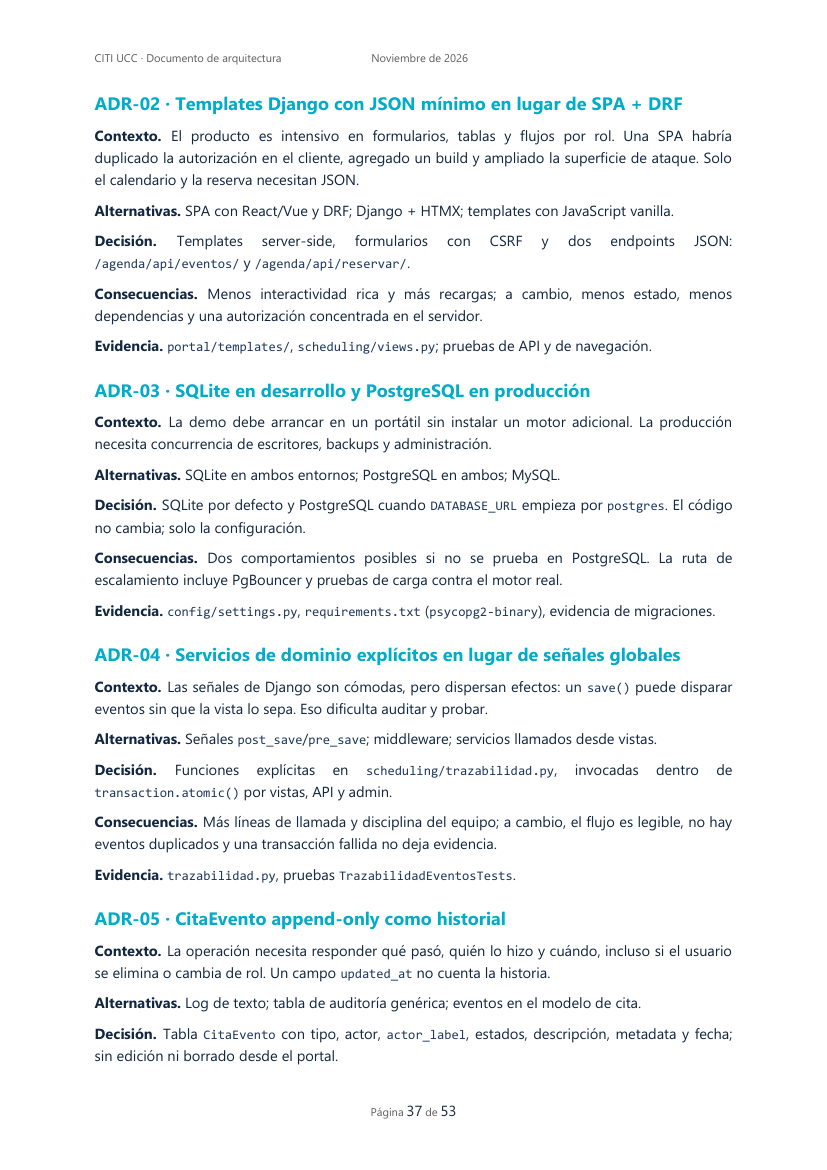 CITI UCC · Documento de arquitectura Noviembre de 2026
ADR-02 · Templates Django con JSON mínimo en lugar de SPA + DRF
Contexto. El producto es intensivo en formularios, tablas y flujos por rol. Una SPA habría
duplicado la autorización en el cliente, agregado un build y ampliado la superficie de ataque. Solo
el calendario y la reserva necesitan JSON.
Alternativas. SPA con React/Vue y DRF; Django + HTMX; templates con JavaScript vanilla.
Decisión. Templates server-side, formularios con CSRF y dos endpoints JSON:
/agenda/api/eventos/ y /agenda/api/reservar/.
Consecuencias. Menos interactividad rica y más recargas; a cambio, menos estado, menos
dependencias y una autorización concentrada en el servidor.
Evidencia. portal/templates/, scheduling/views.py; pruebas de API y de navegación.
ADR-03 · SQLite en desarrollo y PostgreSQL en producción
Contexto. La demo debe arrancar en un portátil sin instalar un motor adicional. La producción
necesita concurrencia de escritores, backups y administración.
Alternativas. SQLite en ambos entornos; PostgreSQL en ambos; MySQL.
Decisión. SQLite por defecto y PostgreSQL cuando DATABASE_URL empieza por postgres. El código
no cambia; solo la configuración.
Consecuencias. Dos comportamientos posibles si no se prueba en PostgreSQL. La ruta de
escalamiento incluye PgBouncer y pruebas de carga contra el motor real.
Evidencia. config/settings.py, requirements.txt (psycopg2-binary), evidencia de migraciones.
ADR-04 · Servicios de dominio explícitos en lugar de señales globales
Contexto. Las señales de Django son cómodas, pero dispersan efectos: un save() puede disparar
eventos sin que la vista lo sepa. Eso dificulta auditar y probar.
Alternativas. Señales post_save/pre_save; middleware; servicios llamados desde vistas.
Decisión. Funciones explícitas en scheduling/trazabilidad.py, invocadas dentro de
transaction.atomic() por vistas, API y admin.
Consecuencias. Más líneas de llamada y disciplina del equipo; a cambio, el flujo es legible, no hay
eventos duplicados y una transacción fallida no deja evidencia.
Evidencia. trazabilidad.py, pruebas TrazabilidadEventosTests.
ADR-05 · CitaEvento append-only como historial
Contexto. La operación necesita responder qué pasó, quién lo hizo y cuándo, incluso si el usuario
se elimina o cambia de rol. Un campo updated_at no cuenta la historia.
Alternativas. Log de texto; tabla de auditoría genérica; eventos en el modelo de cita.
Decisión. Tabla CitaEvento con tipo, actor, actor_label, estados, descripción, metadata y fecha;
sin edición ni borrado desde el portal.
Página 37 de 53